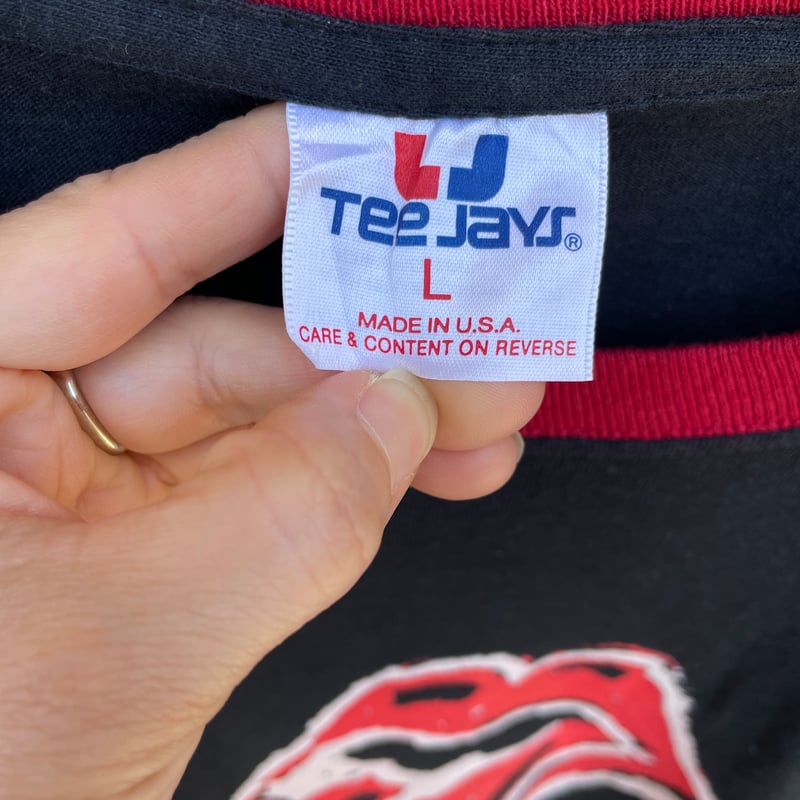 Tee Jays®
L
MADE IN U.S.A.
CARE & CONTENT ON REVERSE